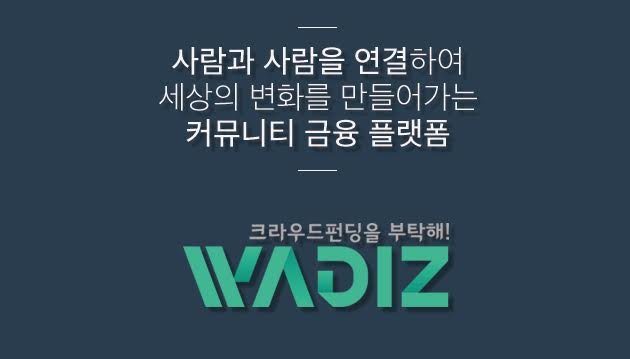 사람과 사람을 연결하여
세상의 변화를 만들어가는
커뮤니티 금융 플랫폼
크라우드펀딩을 부탁해!
WADIZ